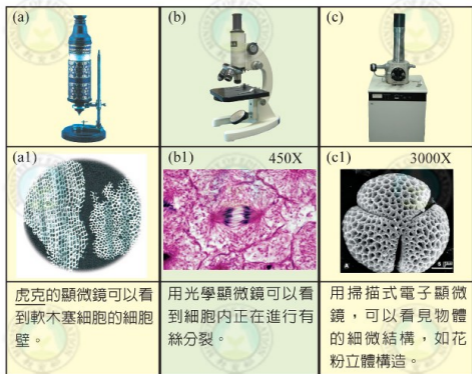 (a)
(b)
(c)
(a1)
(b1) 450X
(c1) 3000X
A
虎克的顯微鏡可以看
到軟木塞細胞的細胞
壁。
用光學顯微鏡可以看
到細胞內正在進行有
絲分裂。
用掃描式電子顯微
鏡，可以看見物體
的細微結構，如花
粉立體構造。